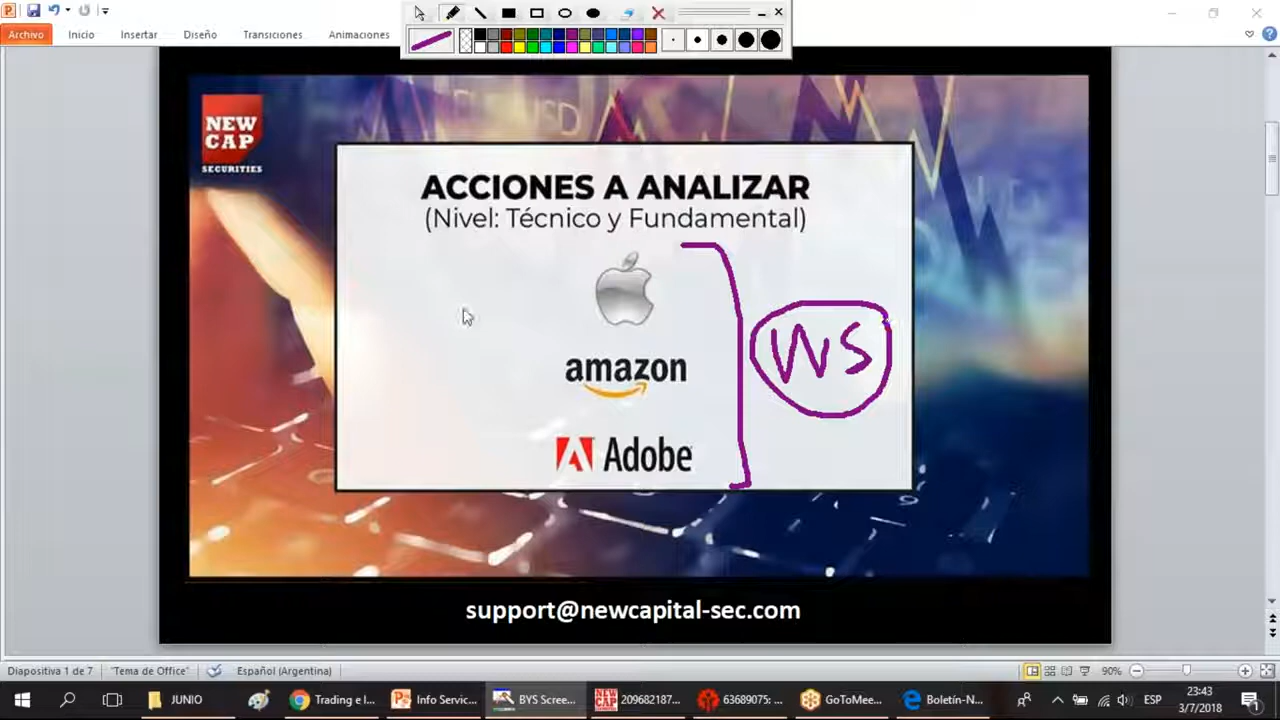 Archivo Inicio Insertar Diseño Transiciones Animaciones
NEW
CAP
SECURITIES
ACCIONES A ANALIZAR
(Nivel: Técnico y Fundamental)
WS
amazon
Adobe
support@newcapital-sec.com
Diapositiva 1 de 7 "Tema de Office" Español (Argentina) 90%
JUNIO Trading e I... Info Servic... BYS Scree... NEW CAP 209682187... 63689075: ... GoToMee... Boletín-N... ESP 23:43
3/7/2018